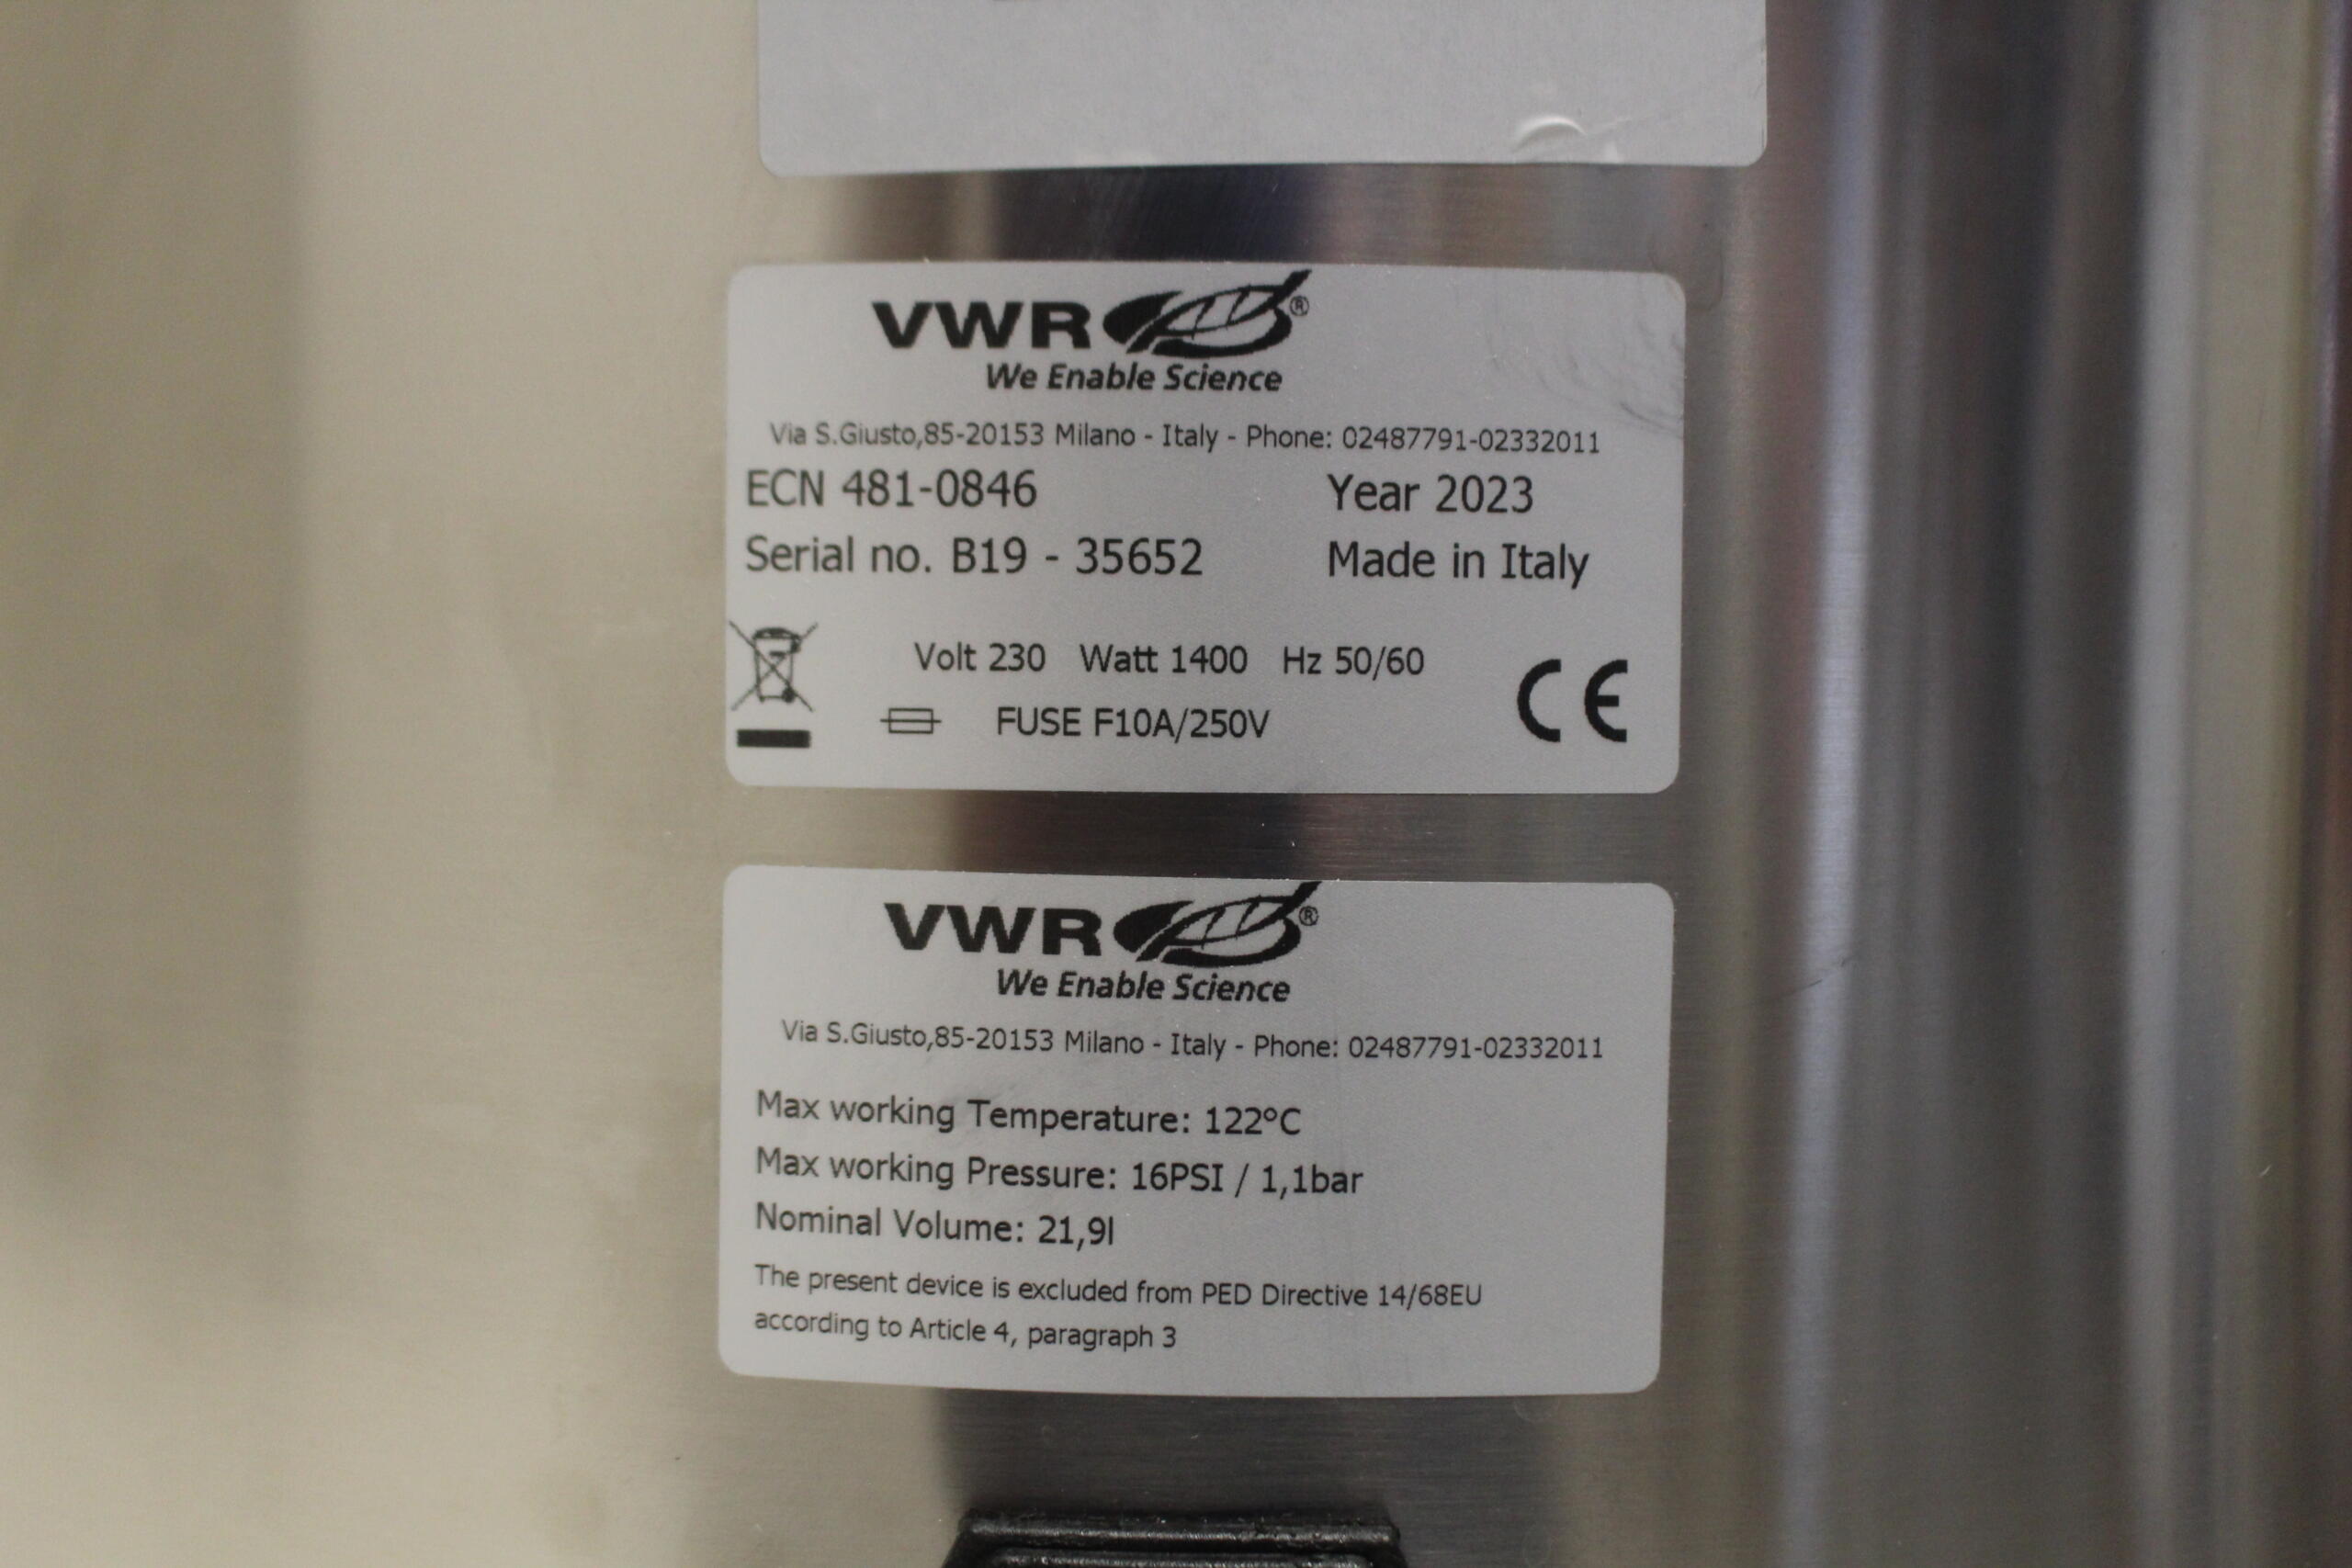 VWR®
We Enable Science
Via S.Giusto,85-20153 Milano - Italy - Phone: 02487791-02332011
ECN 481-0846 Year 2023
Serial no. B19 - 35652 Made in Italy
Volt 230 Watt 1400 Hz 50/60
FUSE F10A/250V
CE
VWR®
We Enable Science
Via S.Giusto,85-20153 Milano - Italy - Phone: 02487791-02332011
Max working Temperature: 122°C
Max working Pressure: 16PSI / 1,1bar
Nominal Volume: 21,9l
The present device is excluded from PED Directive 14/68EU
according to Article 4, paragraph 3